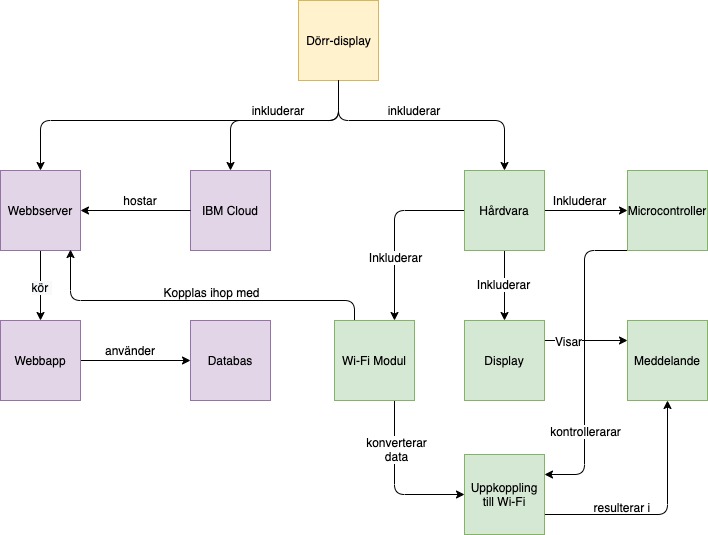 Dörr-display
inkluderar
inkluderar
Webbserver
hostar
IBM Cloud
Hårdvara
Inkluderar
Microcontroller
Inkluderar
Inkluderar
kör
Kopplas ihop med
Webbapp
använder
Databas
Wi-Fi Modul
Display
Visar
Meddelande
konverterar
data
kontrollerarar
Uppkoppling
till Wi-Fi
resulterar i